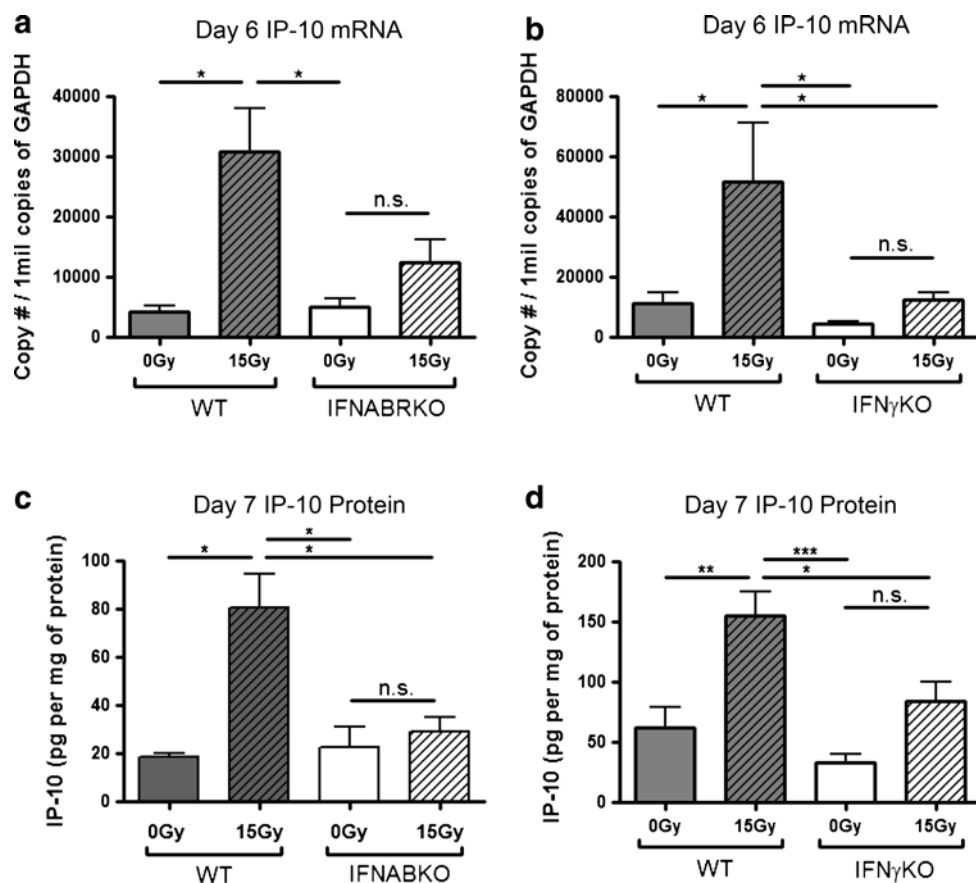 a
Day 6 IP-10 mRNA
Copy # / 1mil copies of GAPDH
40000
30000
20000
10000
0
*
*
n.s.
0Gy 15Gy 0Gy 15Gy
WT IFNABRKO
b
Day 6 IP-10 mRNA
Copy # / 1mil copies of GAPDH
80000
60000
40000
20000
0
*
*
*
n.s.
0Gy 15Gy 0Gy 15Gy
WT IFNγKO
c
Day 7 IP-10 Protein
IP-10 (pg per mg of protein)
100
80
60
40
20
0
*
*
*
n.s.
0Gy 15Gy 0Gy 15Gy
WT IFNABKO
d
Day 7 IP-10 Protein
IP-10 (pg per mg of protein)
200
150
100
50
0
***
**
*
n.s.
0Gy 15Gy 0Gy 15Gy
WT IFNγKO